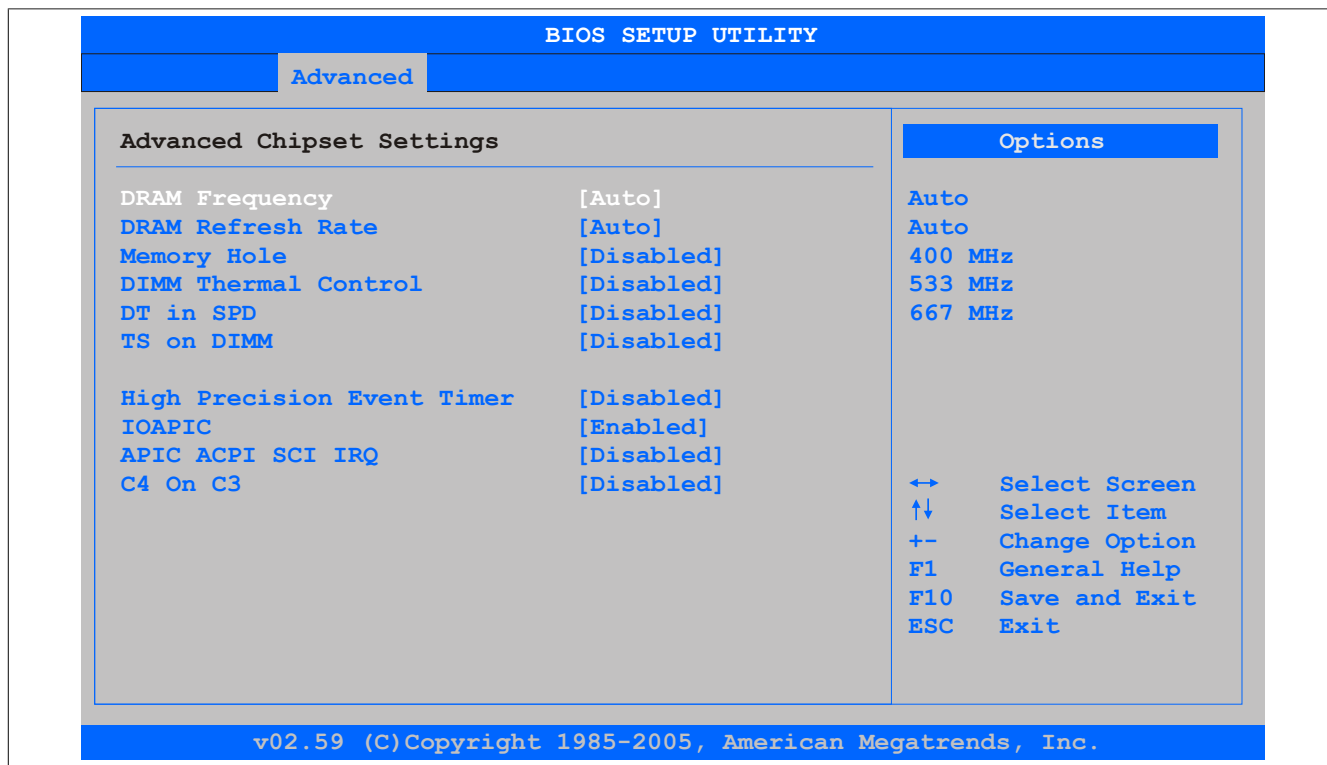 BIOS SETUP UTILITY
Advanced
Advanced Chipset Settings
DRAM Frequency [Auto]
DRAM Refresh Rate [Auto]
Memory Hole [Disabled]
DIMM Thermal Control [Disabled]
DT in SPD [Disabled]
TS on DIMM [Disabled]
High Precision Event Timer [Disabled]
IOAPIC [Enabled]
APIC ACPI SCI IRQ [Disabled]
C4 On C3 [Disabled]
Options
Auto
Auto
400 MHz
533 MHz
667 MHz
↔ Select Screen
↑↓ Select Item
+- Change Option
F1 General Help
F10 Save and Exit
ESC Exit
v02.59 (C)Copyright 1985-2005, American Megatrends, Inc.